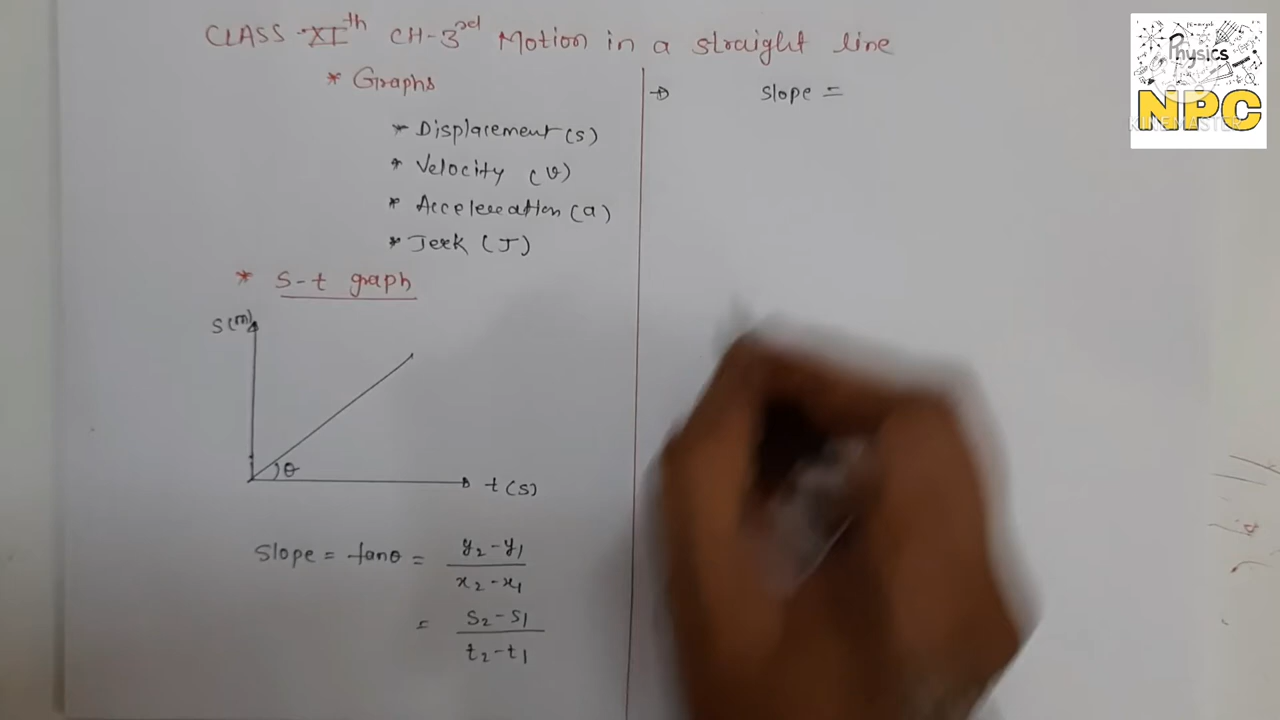 CLASS-XIth CH-3rd Motion in a straight line
* Graphs
* Displacement (s)
* Velocity (v)
* Acceleration (a)
* Jerk (J)
* S-t graph
S(m)
θ
t(s)
Slope = tanθ = y2-y1 / x2-x1
= s2-s1 / t2-t1
→ slope =
Physics
NPC
KINEMASTER